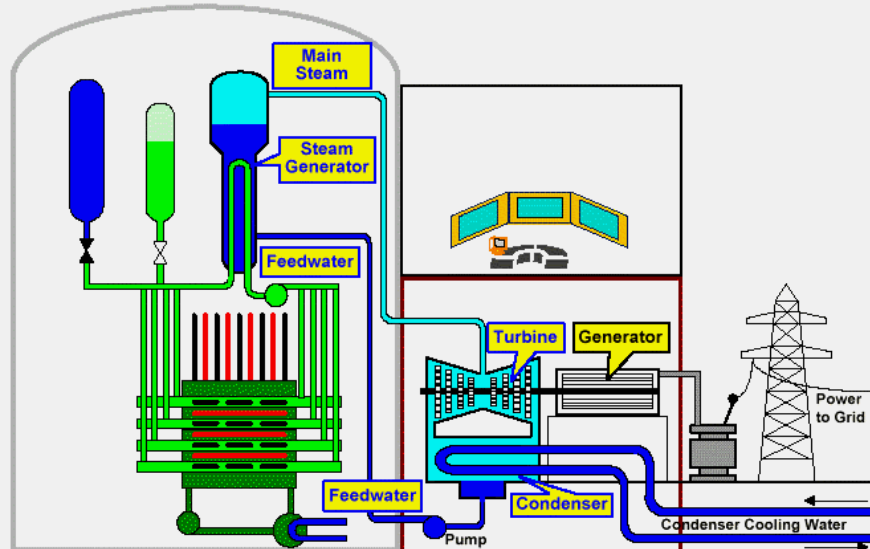 Main
Steam
Steam
Generator
Feedwater
Turbine
Generator
Power
to Grid
Feedwater
Condenser
Pump
Condenser Cooling Water